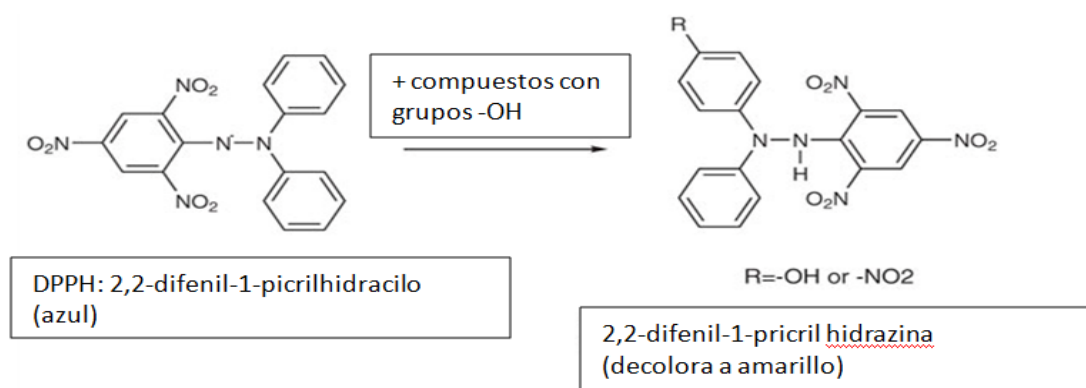 NO₂
O₂N
N
N
NO₂
DPPH: 2,2-difenil-1-picrilhidracilo
(azul)
+ compuestos con
grupos -OH
R
O₂N
N
NH
NO₂
O₂N
R=-OH or -NO2
2,2-difenil-1-pricril hidrazina
(decolora a amarillo)